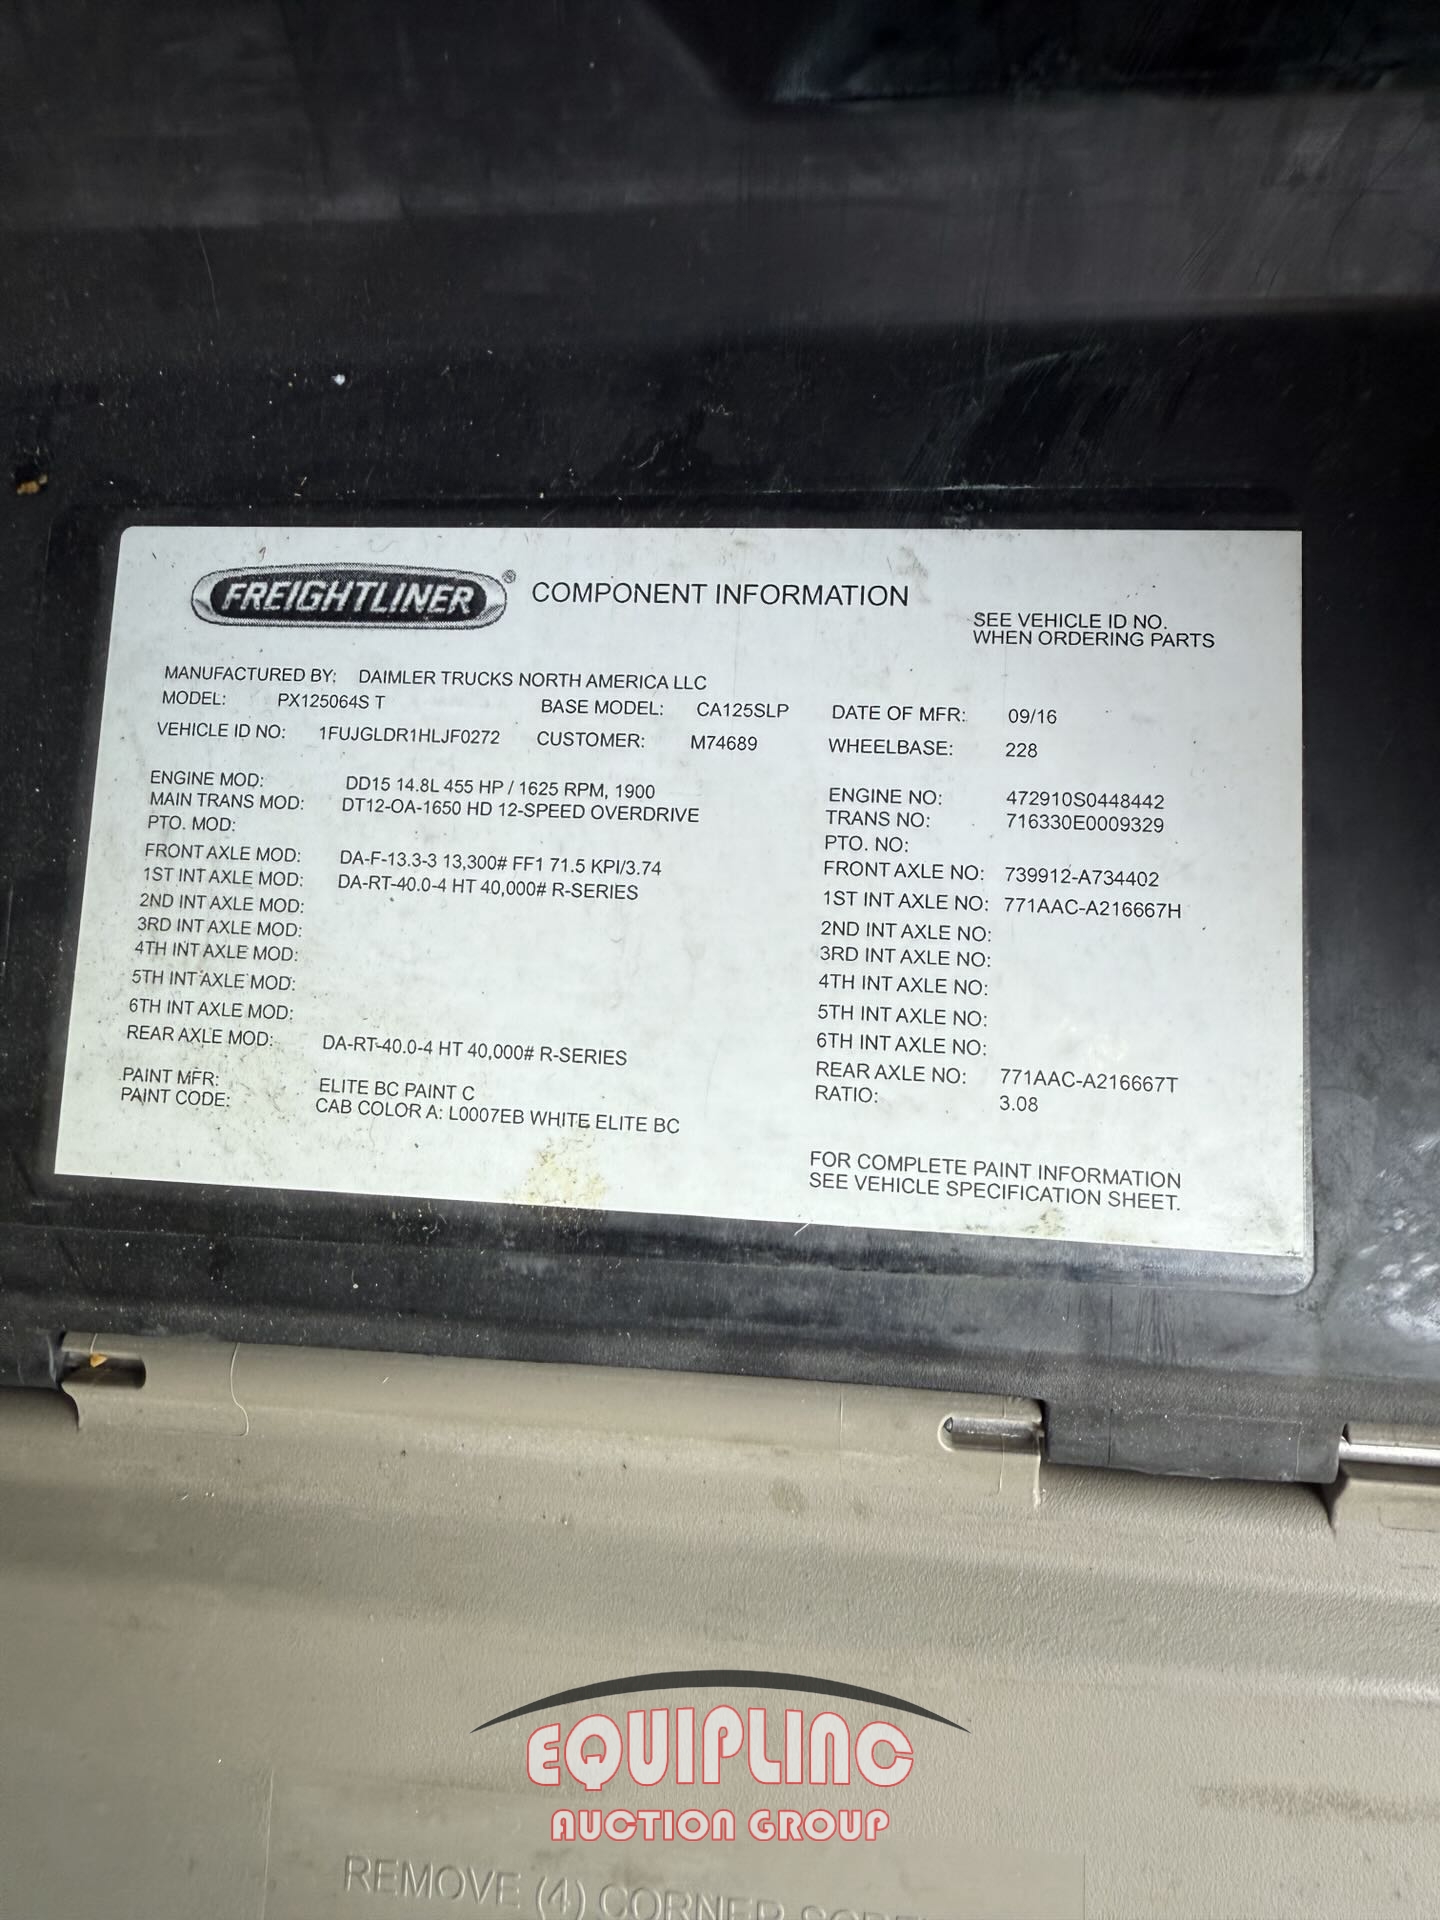 FREIGHTLINER® COMPONENT INFORMATION
SEE VEHICLE ID NO.
WHEN ORDERING PARTS
MANUFACTURED BY: DAIMLER TRUCKS NORTH AMERICA LLC
MODEL: PX125064S T BASE MODEL: CA125SLP DATE OF MFR: 09/16
VEHICLE ID NO: 1FUJGLDR1HLJF0272 CUSTOMER: M74689 WHEELBASE: 228
ENGINE MOD: DD15 14.8L 455 HP / 1625 RPM, 1900 ENGINE NO: 472910S0448442
MAIN TRANS MOD: DT12-OA-1650 HD 12-SPEED OVERDRIVE TRANS NO: 716330E0009329
PTO. MOD: PTO. NO:
FRONT AXLE MOD: DA-F-13.3-3 13,300# FF1 71.5 KPI/3.74 FRONT AXLE NO: 739912-A734402
1ST INT AXLE MOD: DA-RT-40.0-4 HT 40,000# R-SERIES 1ST INT AXLE NO: 771AAC-A216667H
2ND INT AXLE MOD: 2ND INT AXLE NO:
3RD INT AXLE MOD: 3RD INT AXLE NO:
4TH INT AXLE MOD: 4TH INT AXLE NO:
5TH INT AXLE MOD: 5TH INT AXLE NO:
6TH INT AXLE MOD: 6TH INT AXLE NO:
REAR AXLE MOD: DA-RT-40.0-4 HT 40,000# R-SERIES REAR AXLE NO: 771AAC-A216667T
PAINT MFR: ELITE BC PAINT C RATIO: 3.08
PAINT CODE: CAB COLOR A: L0007EB WHITE ELITE BC
FOR COMPLETE PAINT INFORMATION
SEE VEHICLE SPECIFICATION SHEET.
EQUIPLINC
AUCTION GROUP
REMOVE (4) CORNER